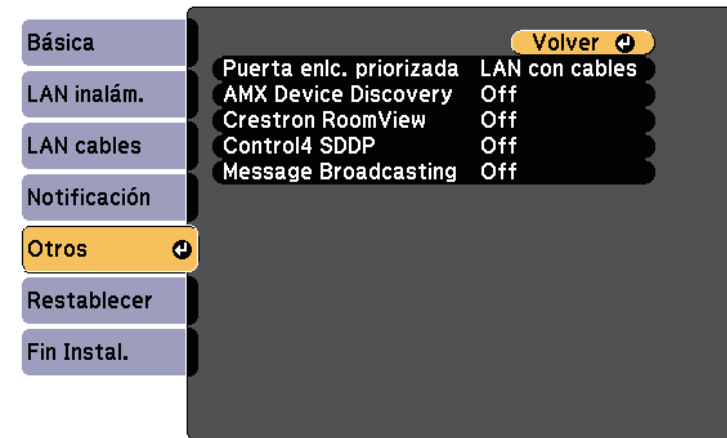 Básica
LAN inalám.
LAN cables
Notificación
Otros
Restablecer
Fin Instal.
Volver
Puerta enlc. priorizada LAN con cables
AMX Device Discovery Off
Crestron RoomView Off
Control4 SDDP Off
Message Broadcasting Off